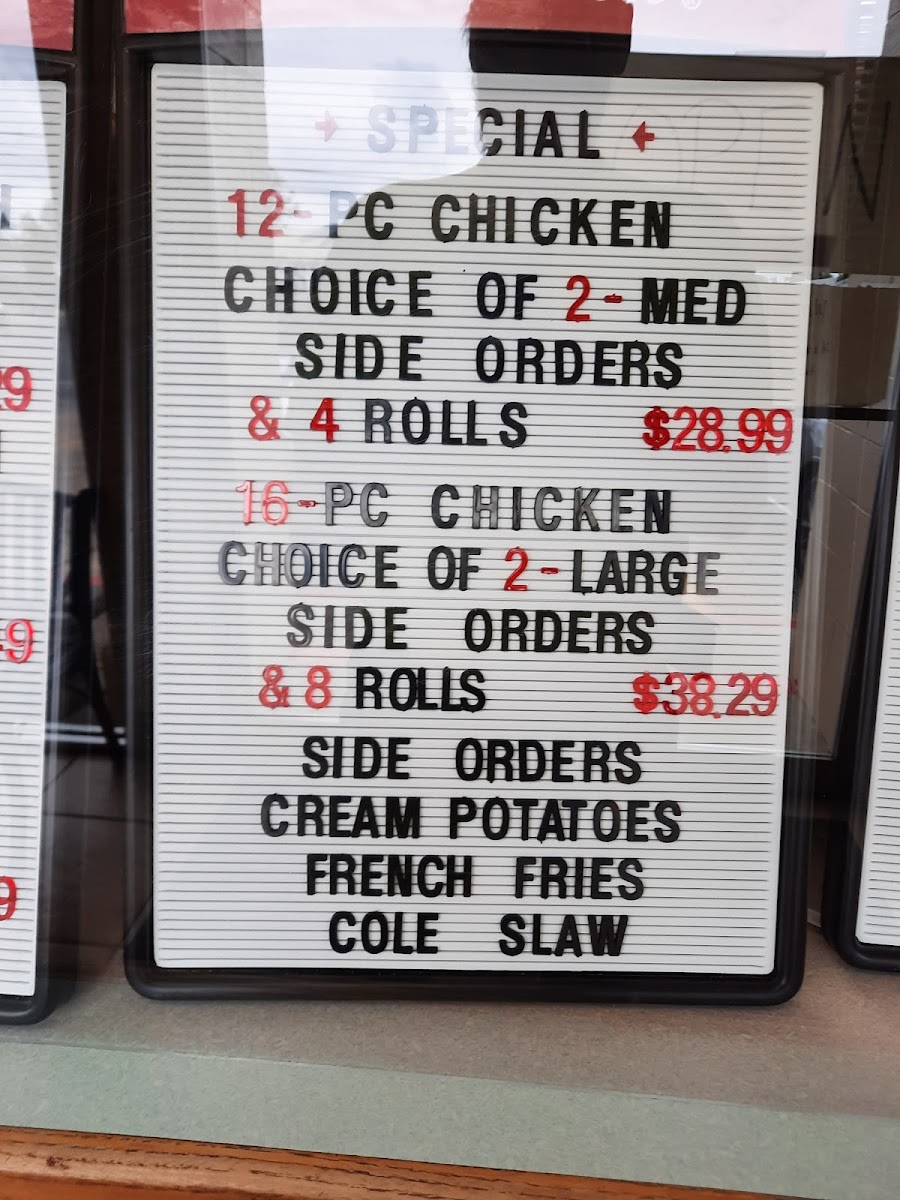 SPECIAL
12-PC CHICKEN
CHOICE OF 2-MED
SIDE ORDERS
& 4 ROLLS $28.99
16-PC CHICKEN
CHOICE OF 2-LARGE
SIDE ORDERS
& 8 ROLLS $38.29
SIDE ORDERS
CREAM POTATOES
FRENCH FRIES
COLE SLAW